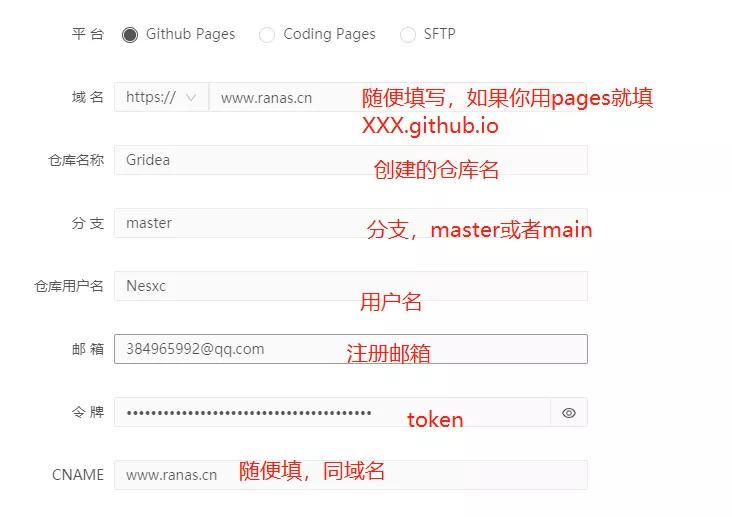 平 台 Github Pages Coding Pages SFTP
域 名 https:// www.ranas.cn 随便填写，如果你用pages就填
XXX.github.io
仓库名称 Gridea 创建的仓库名
分 支 master 分支，master或者main
仓库用户名 Nesxc 用户名
邮 箱 384965992@qq.com 注册邮箱
令 牌 •••••••••••••••••••••••••••••••••••••••• token
CNAME www.ranas.cn 随便填，同域名